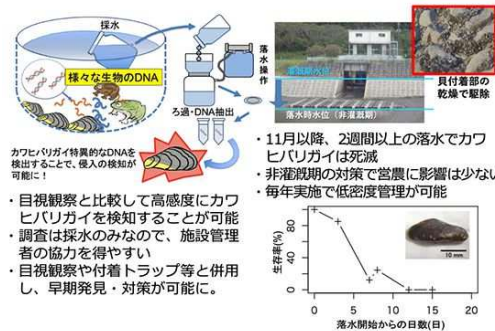 採水
様々な生物のDNA
落水操作
ろ過・DNA抽出
カワヒバリガイ特異的なDNAを
検出することで、侵入の検知が
可能に!
・目視観察と比較して高感度にカワ
ヒバリガイを検知することが可能
・調査は採水のみなので、施設管理
者の協力を得やすい
・目視観察や付着トラップ等と併用
し、早期発見・対策が可能に。
灌漑期水位
落水時水位(非灌漑期)
貝付着部の
乾燥で駆除
・11月以降、2週間以上の落水でカワ
ヒバリガイは死滅
・非灌漑期の対策で営農に影響は少ない
・毎年実施で低密度管理が可能
生存率(%)
100
80
60
40
20
0
10 mm
0
5
10
15
20
落水開始からの日数(日)